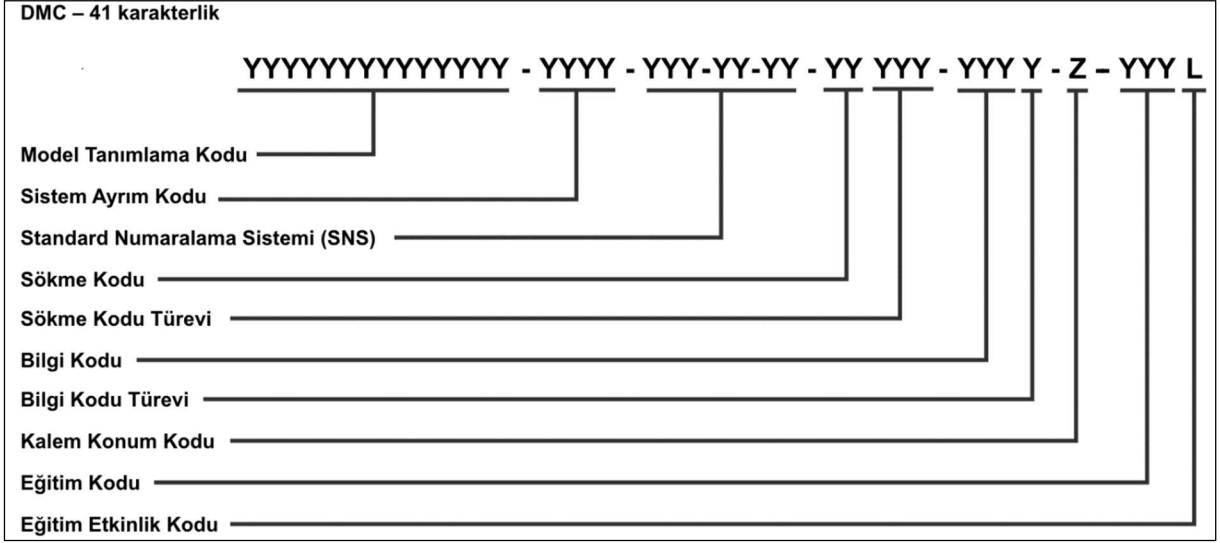 DMC – 41 karakterlik
YYYYYYYYYYYYYY - YYYY - YYY-YY-YY - YY YYY - YYY Y - Z – YYY L
Model Tanımlama Kodu
Sistem Ayrım Kodu
Standard Numaralama Sistemi (SNS)
Sökme Kodu
Sökme Kodu Türevi
Bilgi Kodu
Bilgi Kodu Türevi
Kalem Konum Kodu
Eğitim Kodu
Eğitim Etkinlik Kodu